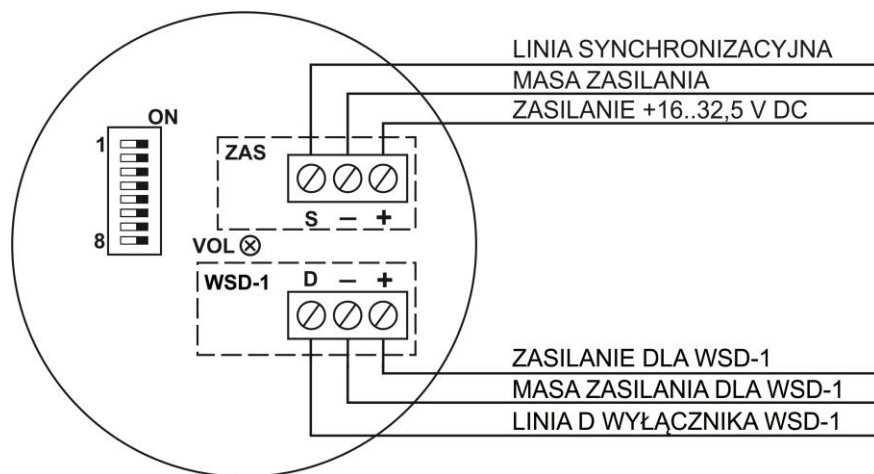 LINIA SYNCHRONIZACYJNA
MASA ZASILANIA
ZASILANIE +16..32,5 V DC
ON
1
8
ZAS
S – +
VOL
WSD-1
D – +
ZASILANIE DLA WSD-1
MASA ZASILANIA DLA WSD-1
LINIA D WYŁĄCZNIKA WSD-1